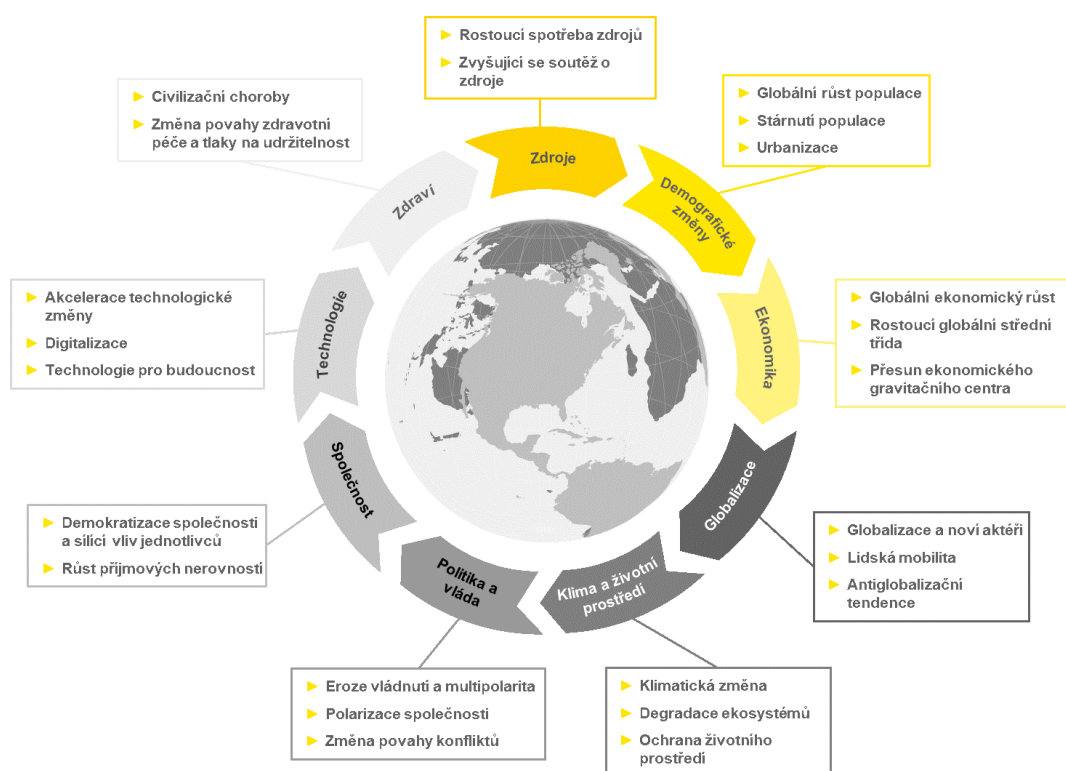 Rostoucí spotřeba zdrojů
Zvyšující se soutěž o
zdroje
Zdroje
Globální růst populace
Stárnutí populace
Urbanizace
Demografické
změny
Globální ekonomický růst
Rostoucí globální střední
třída
Přesun ekonomického
gravitačního centra
Ekonomika
Globalizace a noví aktéři
Lidská mobilita
Antiglobalizační
tendence
Globalizace
Klimatická změna
Degradace ekosystémů
Ochrana životního
prostředí
Klima a životní
prostředí
Eroze vládnutí a multipolarita
Polarizace společnosti
Změna povahy konfliktů
Politika a
vláda
Demokratizace společnosti
a sílící vliv jednotlivců
Růst příjmových nerovností
Společnost
Akcelerace technologické
změny
Digitalizace
Technologie pro budoucnost
Technologie
Civilizační choroby
Změna povahy zdravotní
péče a tlaky na udržitelnost
Zdraví